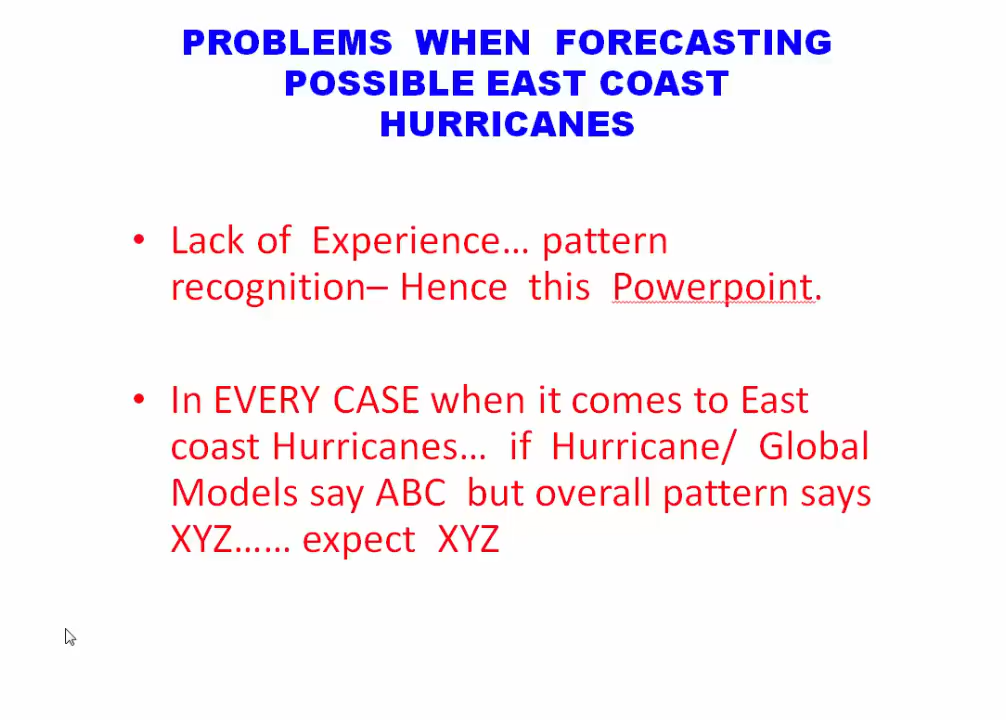 PROBLEMS WHEN FORECASTING
POSSIBLE EAST COAST
HURRICANES
• Lack of Experience… pattern
recognition– Hence this Powerpoint.
• In EVERY CASE when it comes to East
coast Hurricanes… if Hurricane/ Global
Models say ABC but overall pattern says
XYZ…… expect XYZ